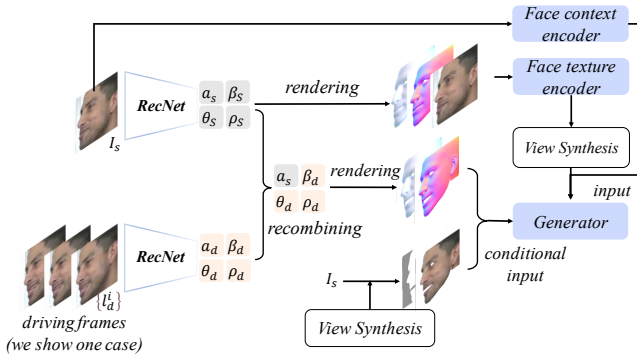 Face context
encoder
RecNet
a_s β_s
θ_s ρ_s
I_s
rendering
Face texture
encoder
View Synthesis
a_s β_d
θ_d ρ_d
rendering
recombining
input
Generator
RecNet
a_d β_d
θ_d ρ_d
{l_d^i}
driving frames
(we show one case)
I_s
conditional
input
View Synthesis